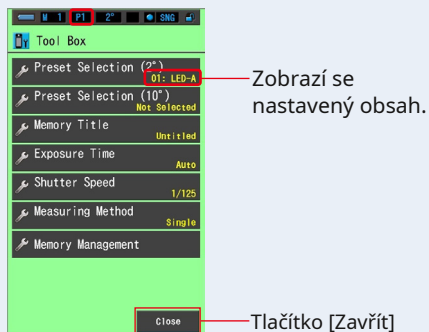 M 1 P1 2° SNG
Tool Box
Preset Selection (2°)
01: LED-A
Zobrazí se
nastavený obsah.
Preset Selection (10°)
Not Selected
Memory Title
Untitled
Exposure Time
Auto
Shutter Speed
1/125
Measuring Method
Single
Memory Management
Close
Tlačítko [Zavřít]